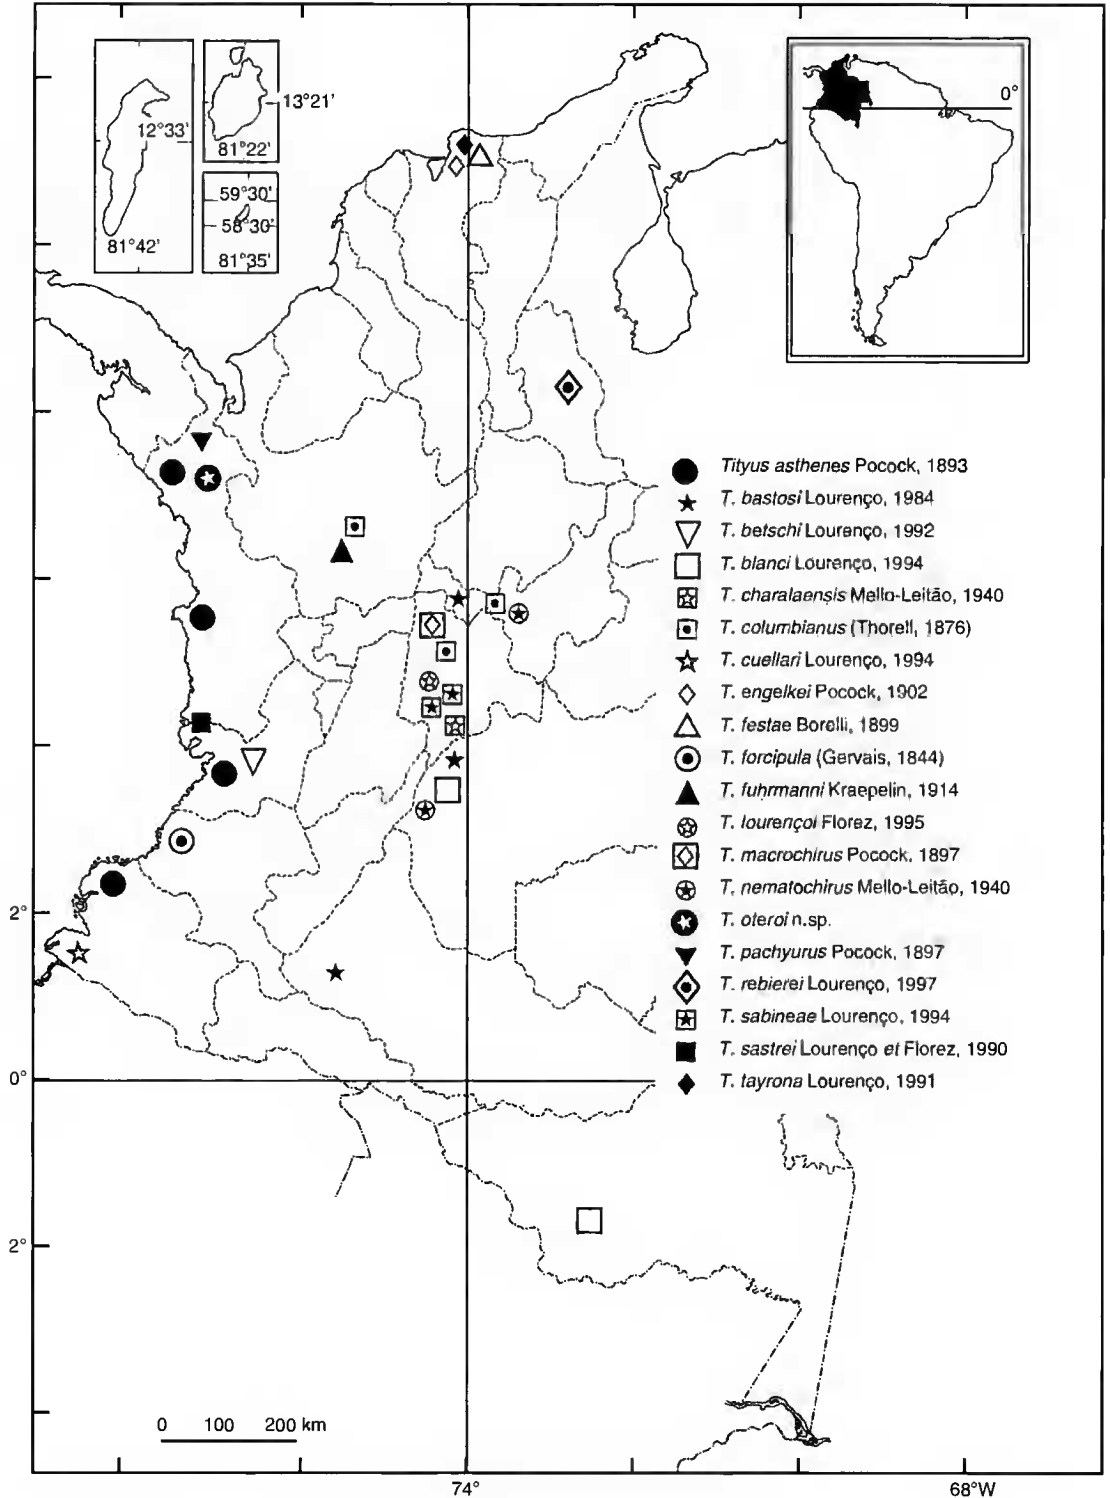 12°33'
81°42'
13°21'
81°22'
59°30'
58°30'
81°35'
0°
Tityus asthenes Pocock, 1893
T. bastosi Lourenço, 1984
T. betschi Lourenço, 1992
T. blanci Lourenço, 1994
T. charalaensis Mello-Leitão, 1940
T. columbianus (Thorell, 1876)
T. cuellari Lourenço, 1994
T. engelkei Pocock, 1902
T. festae Borelli, 1899
T. forcipula (Gervais, 1844)
T. fuhrmanni Kraepelin, 1914
T. lourençoi Florez, 1995
T. macrochirus Pocock, 1897
T. nematochirus Mello-Leitão, 1940
T. oteroi n.sp.
T. pachyurus Pocock, 1897
T. rebierei Lourenço, 1997
T. sabineae Lourenço, 1994
T. sastrei Lourenço et Florez, 1990
T. tayrona Lourenço, 1991
2°
0°
2°
0 100 200 km
74° 68°W